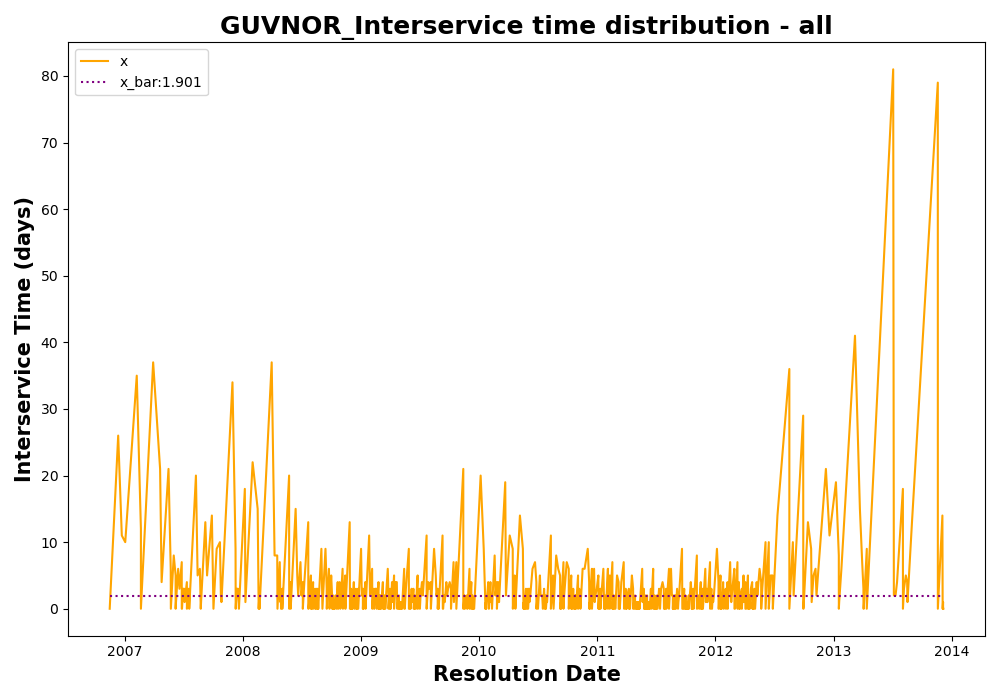 GUVNOR_Interservice time distribution - all
x
x_bar:1.901
Interservice Time (days)
80
70
60
50
40
30
20
10
0
2007 2008 2009 2010 2011 2012 2013 2014
Resolution Date